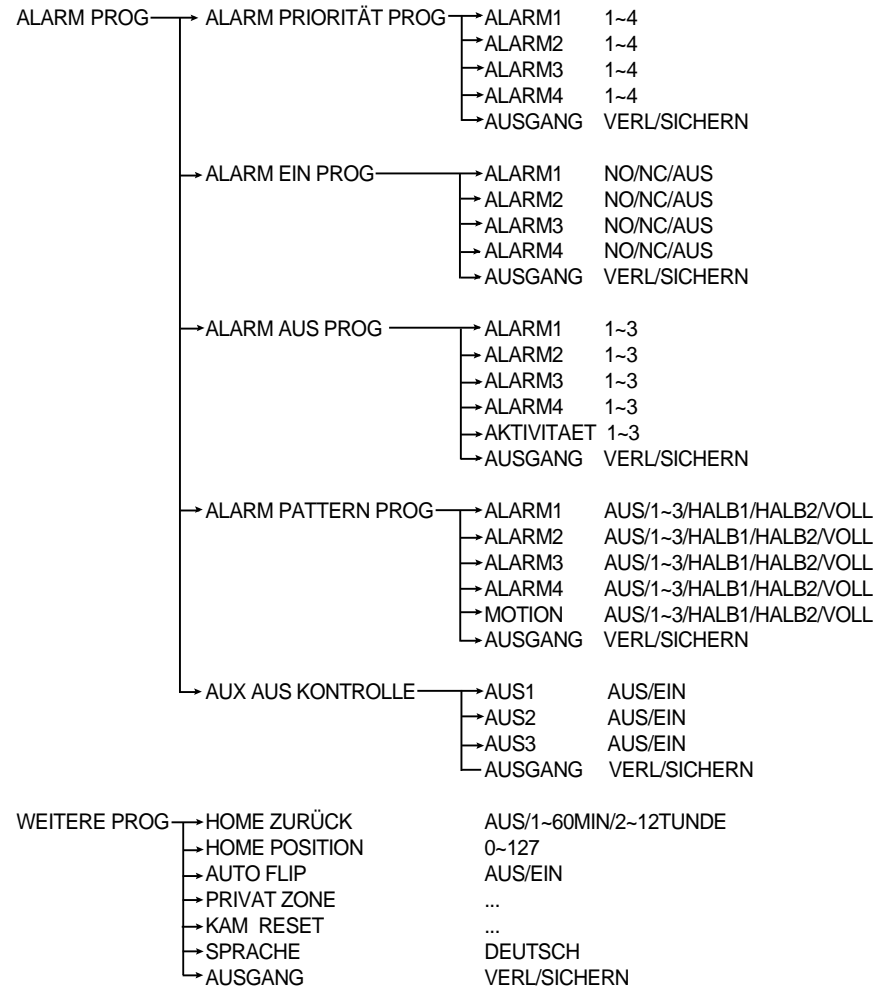 ALARM PROG ALARM PRIORITÄT PROG ALARM1 1~4
ALARM2 1~4
ALARM3 1~4
ALARM4 1~4
AUSGANG VERL/SICHERN
ALARM EIN PROG ALARM1 NO/NC/AUS
ALARM2 NO/NC/AUS
ALARM3 NO/NC/AUS
ALARM4 NO/NC/AUS
AUSGANG VERL/SICHERN
ALARM AUS PROG ALARM1 1~3
ALARM2 1~3
ALARM3 1~3
ALARM4 1~3
AKTIVITAET 1~3
AUSGANG VERL/SICHERN
ALARM PATTERN PROG ALARM1 AUS/1~3/HALB1/HALB2/VOLL
ALARM2 AUS/1~3/HALB1/HALB2/VOLL
ALARM3 AUS/1~3/HALB1/HALB2/VOLL
ALARM4 AUS/1~3/HALB1/HALB2/VOLL
MOTION AUS/1~3/HALB1/HALB2/VOLL
AUSGANG VERL/SICHERN
AUX AUS KONTROLLE AUS1 AUS/EIN
AUS2 AUS/EIN
AUS3 AUS/EIN
AUSGANG VERL/SICHERN
WEITERE PROG HOME ZURÜCK AUS/1~60MIN/2~12TUNDE
HOME POSITION 0~127
AUTO FLIP AUS/EIN
PRIVAT ZONE ...
KAM RESET ...
SPRACHE DEUTSCH
AUSGANG VERL/SICHERN